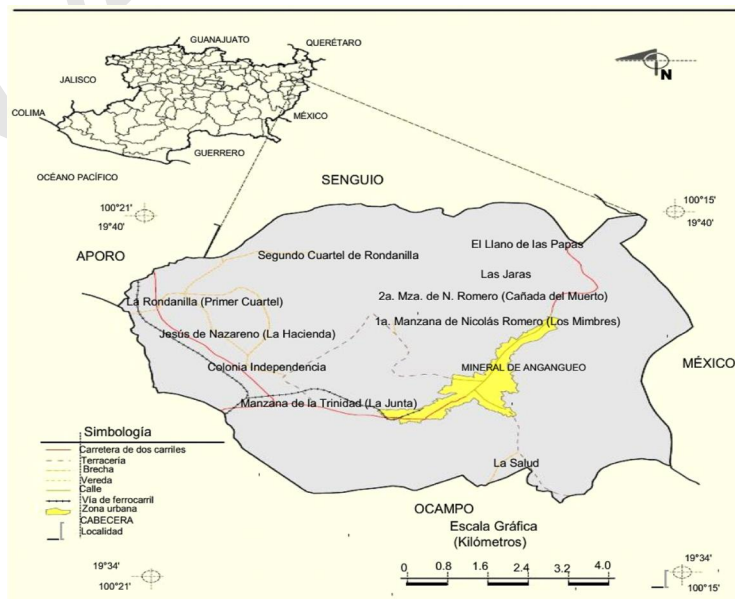 GUANAJUATO
QUERÉTARO
JALISCO
COLIMA
MÉXICO
GUERRERO
OCÉANO PACÍFICO
N
SENGUIO
100°21'
19°40'
100°15'
19°40'
APORO
El Llano de las Papas
Segundo Cuartel de Rondanilla
Las Jaras
La Rondanilla (Primer Cuartel)
2a. Mza. de N. Romero (Cañada del Muerto)
1a. Manzana de Nicolás Romero (Los Mimbres)
Jesús de Nazareno (La Hacienda)
Colonia Independencia
MINERAL DE ANGANGUEO
MÉXICO
Manzana de la Trinidad (La Junta)
La Salud
Simbología
Carretera de dos carriles
Terracería
Brecha
Vereda
Calle
Vía de ferrocarril
Zona urbana
CABECERA
Localidad
OCAMPO
Escala Gráfica
(Kilómetros)
0 0.8 1.6 2.4 3.2 4.0
19°34'
100°21'
19°34'
100°15'